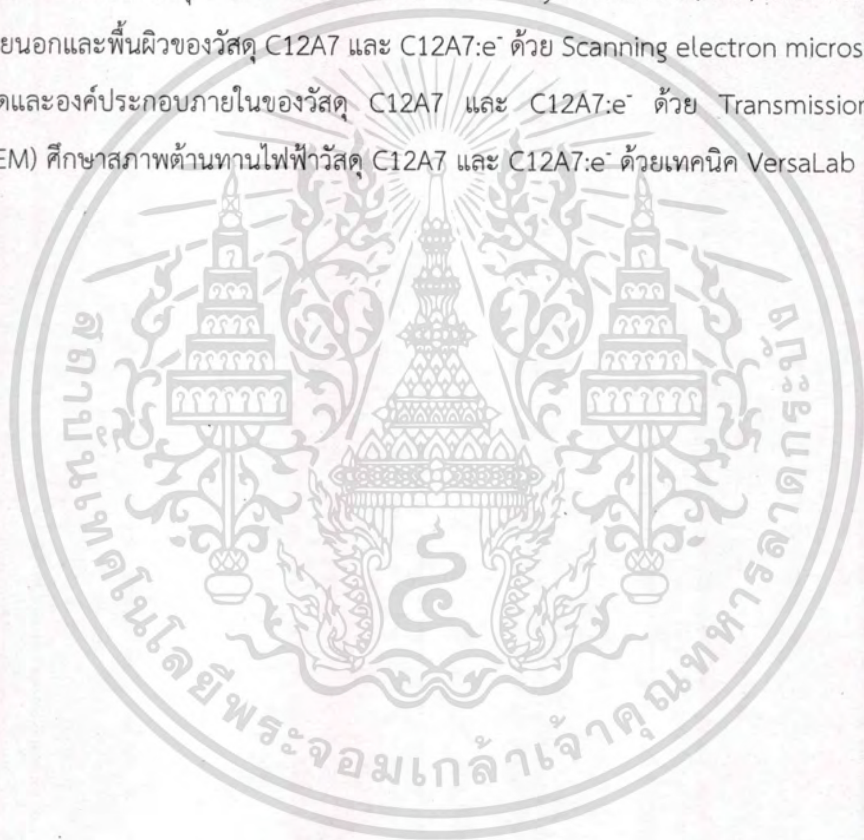 ยนอกและพื้นผิวของวัสดุ C12A7 และ C12A7:e⁻ ด้วย Scanning electron micros
ดและองค์ประกอบภายในของวัสดุ C12A7 และ C12A7:e⁻ ด้วย Transmission
EM) ศึกษาสภาพต้านทานไฟฟ้าวัสดุ C12A7 และ C12A7:e⁻ ด้วยเทคนิค VersaLab
สถาบันเทคโนโลยีพระจอมเกล้าเจ้าคุณทหารลาดกระบัง